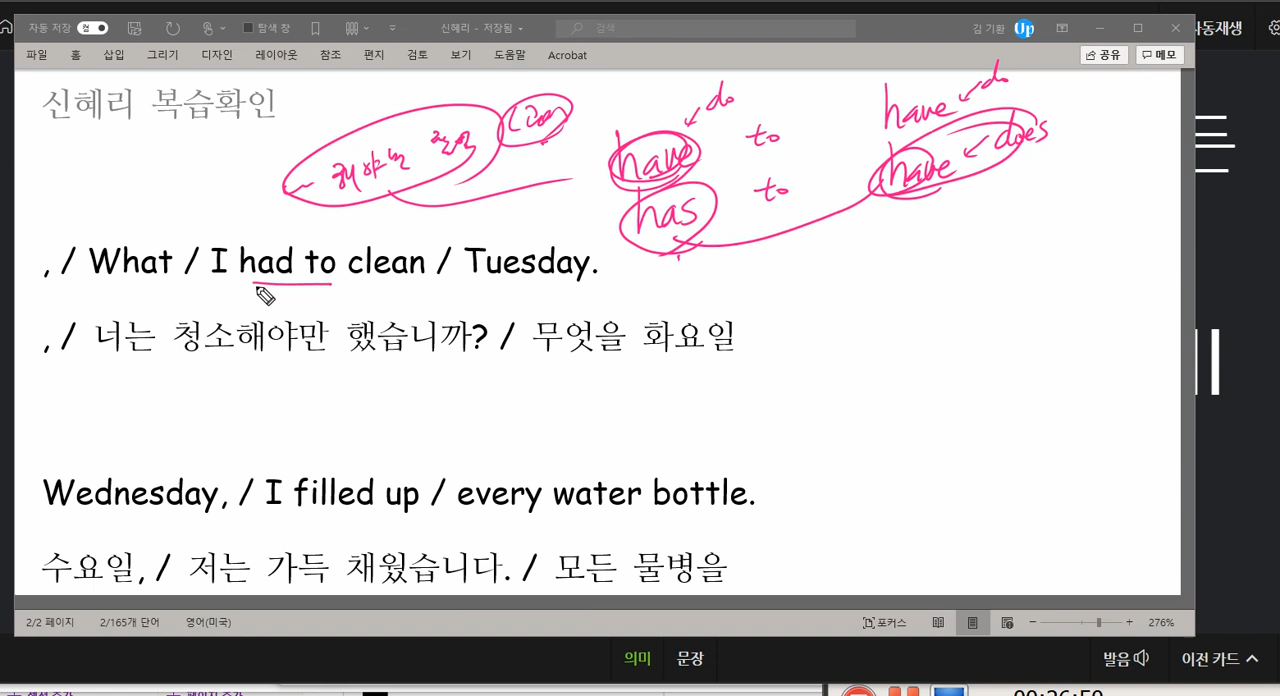 자동 저장 켬 탐색 창 신혜리 - 저장됨 검색 김 기환 Up 자동재생
파일 홈 삽입 그리기 디자인 레이아웃 참조 편지 검토 보기 도움말 Acrobat 공유 메모
신혜리 복습확인
do
have do
have to
have does
has to
~ 해야만
, / What / I had to clean / Tuesday.
, / 너는 청소해야만 했습니까? / 무엇을 화요일
Wednesday, / I filled up / every water bottle.
수요일, / 저는 가득 채웠습니다. / 모든 물병을
2/2 페이지 2/165개 단어 영어(미국) 포커스 276%
의미 문장 발음 이전 카드